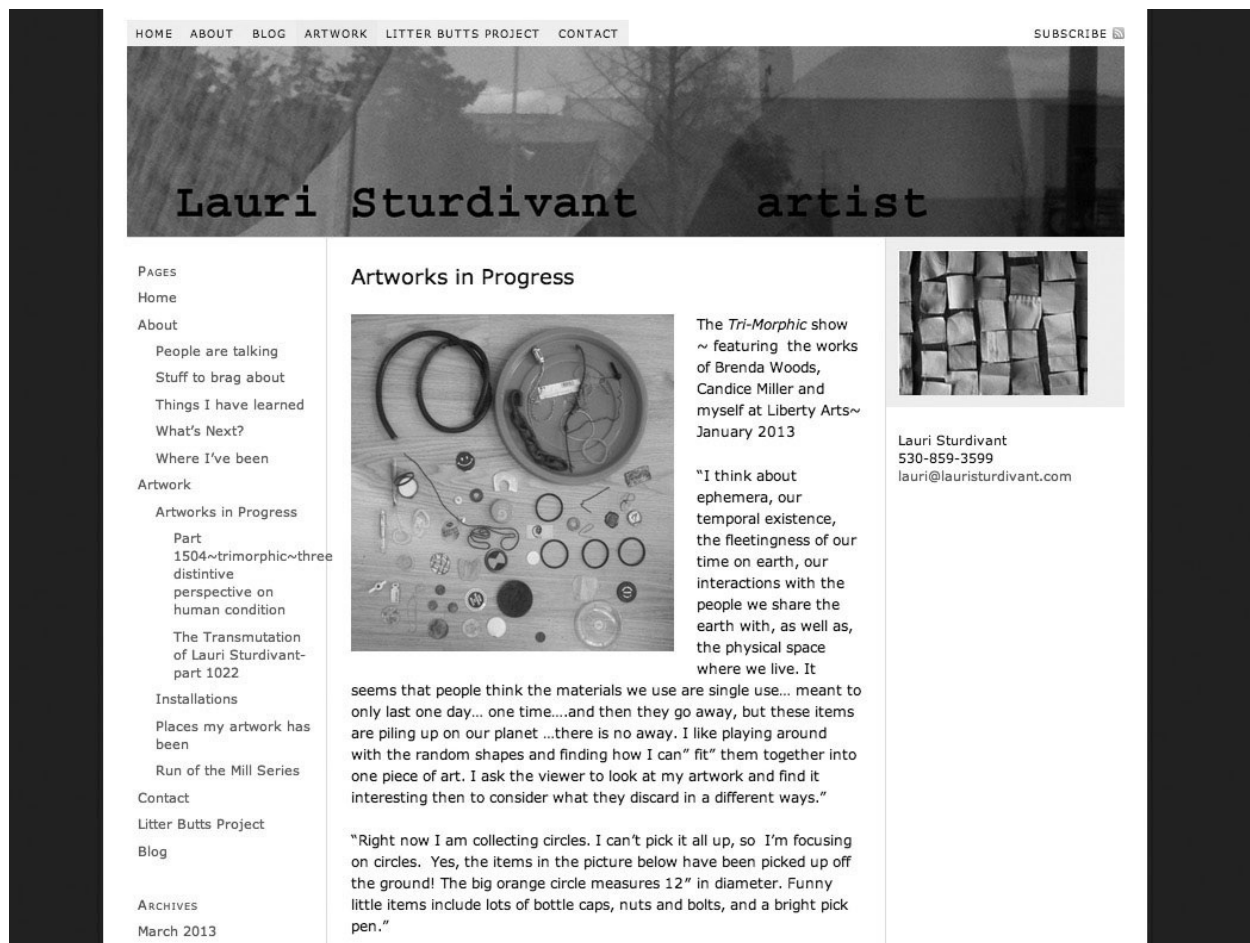 HOME ABOUT BLOG ARTWORK LITTER BUTTS PROJECT CONTACT
SUBSCRIBE
Lauri Sturdivant artist
PAGES
Home
About
People are talking
Stuff to brag about
Things I have learned
What's Next?
Where I've been
Artwork
Artworks in Progress
Part
1504~trimorphic~three
distintive
perspective on
human condition
The Transmutation
of Lauri Sturdivant-
part 1022
Installations
Places my artwork has
been
Run of the Mill Series
Contact
Litter Butts Project
Blog
ARCHIVES
March 2013
Artworks in Progress
The Tri-Morphic show
~ featuring  the works
of Brenda Woods,
Candice Miller and
myself at Liberty Arts~
January 2013
“I think about
ephemera, our
temporal existence,
the fleetingness of our
time on earth, our
interactions with the
people we share the
earth with, as well as,
the physical space
where we live. It
seems that people think the materials we use are single use… meant to
only last one day… one time….and then they go away, but these items
are piling up on our planet …there is no away. I like playing around
with the random shapes and finding how I can” fit” them together into
one piece of art. I ask the viewer to look at my artwork and find it
interesting then to consider what they discard in a different ways.”
“Right now I am collecting circles. I can't pick it all up, so  I'm focusing
on circles.  Yes, the items in the picture below have been picked up off
the ground! The big orange circle measures 12” in diameter. Funny
little items include lots of bottle caps, nuts and bolts, and a bright pick
pen.”
Lauri Sturdivant
530-859-3599
lauri@lauristurdivant.com